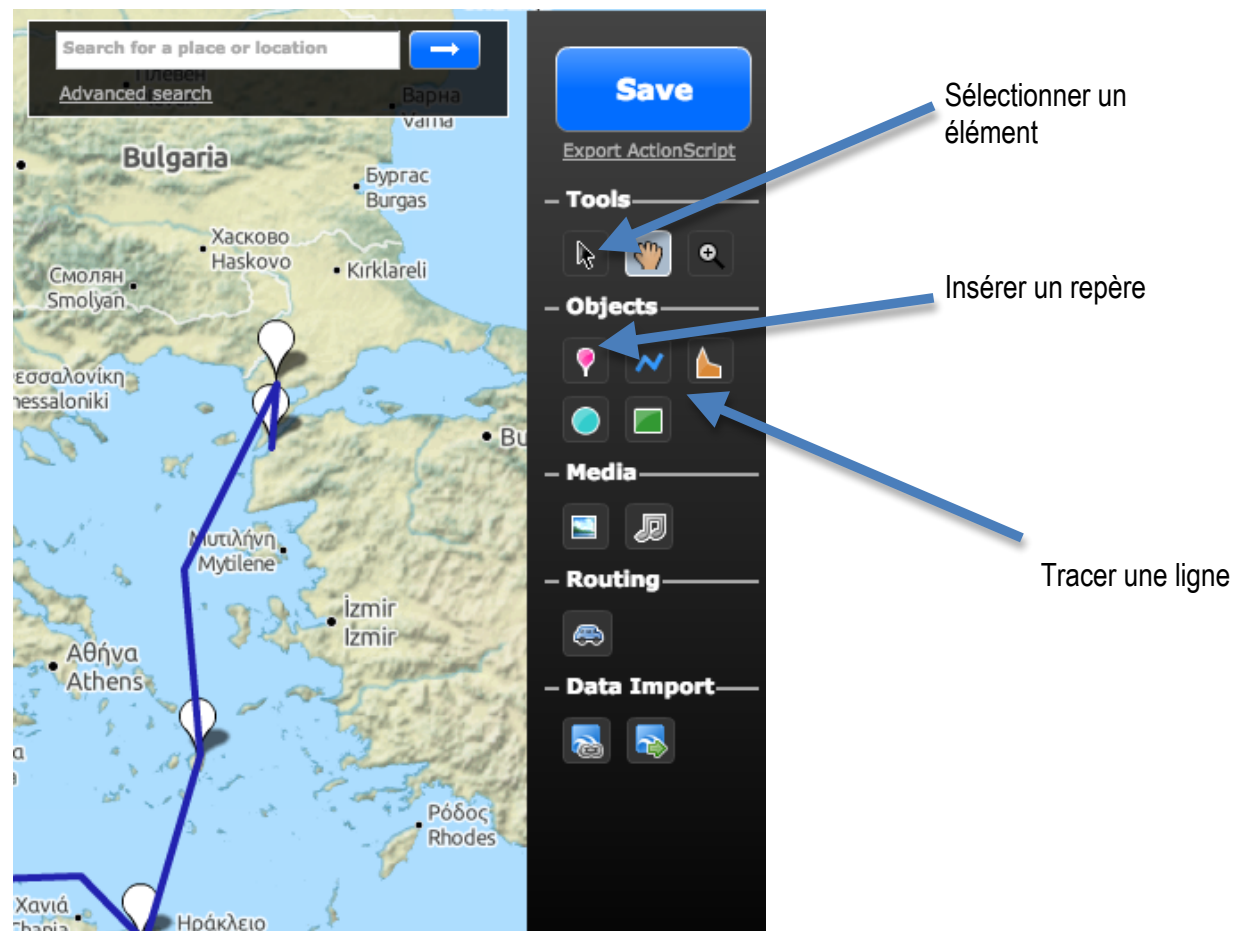 Search for a place or location
Advanced search
Плевен
Варна
Varna
Bulgaria
Бургас
Burgas
Хасково
Haskovo
Kırklareli
Смолян
Smolyan
εσσαλονίκη
hessaloniki
Bu
Μυτιλήνη
Mytilene
İzmir
Izmir
Αθήνα
Athens
α
Ρόδος
Rhodes
Χανιά
Chania
Ηράκλειο
Save
Export ActionScript
Tools
Objects
Media
Routing
Data Import
Sélectionner un
élément
Insérer un repère
Tracer une ligne